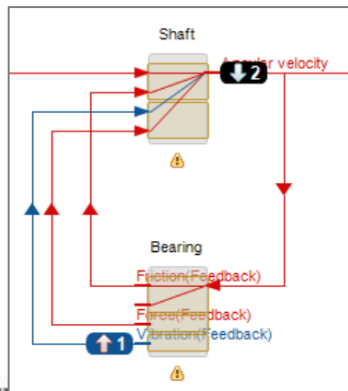 Shaft
Angular velocity
2
Bearing
Friction(Feedback)
Force(Feedback)
Vibration(Feedback)
1